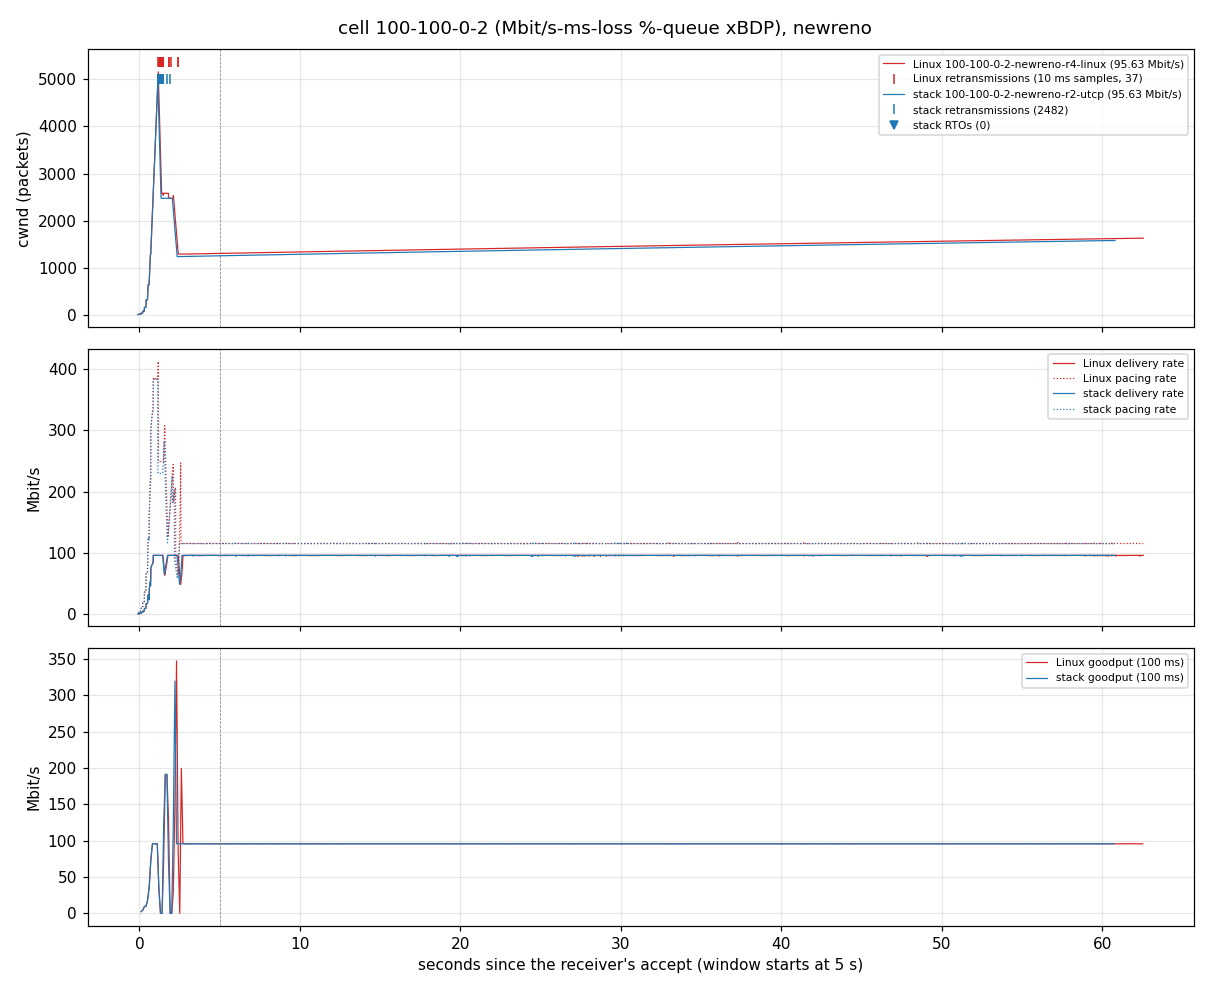 cell 100-100-0-2 (Mbit/s-ms-loss %-queue xBDP), newreno
cwnd (packets)
5000
4000
3000
2000
1000
0
Linux 100-100-0-2-newreno-r4-linux (95.63 Mbit/s)
Linux retransmissions (10 ms samples, 37)
stack 100-100-0-2-newreno-r2-utcp (95.63 Mbit/s)
stack retransmissions (2482)
stack RTOs (0)
Mbit/s
400
300
200
100
0
Linux delivery rate
Linux pacing rate
stack delivery rate
stack pacing rate
Mbit/s
350
300
250
200
150
100
50
0
Linux goodput (100 ms)
stack goodput (100 ms)
0 10 20 30 40 50 60
seconds since the receiver's accept (window starts at 5 s)